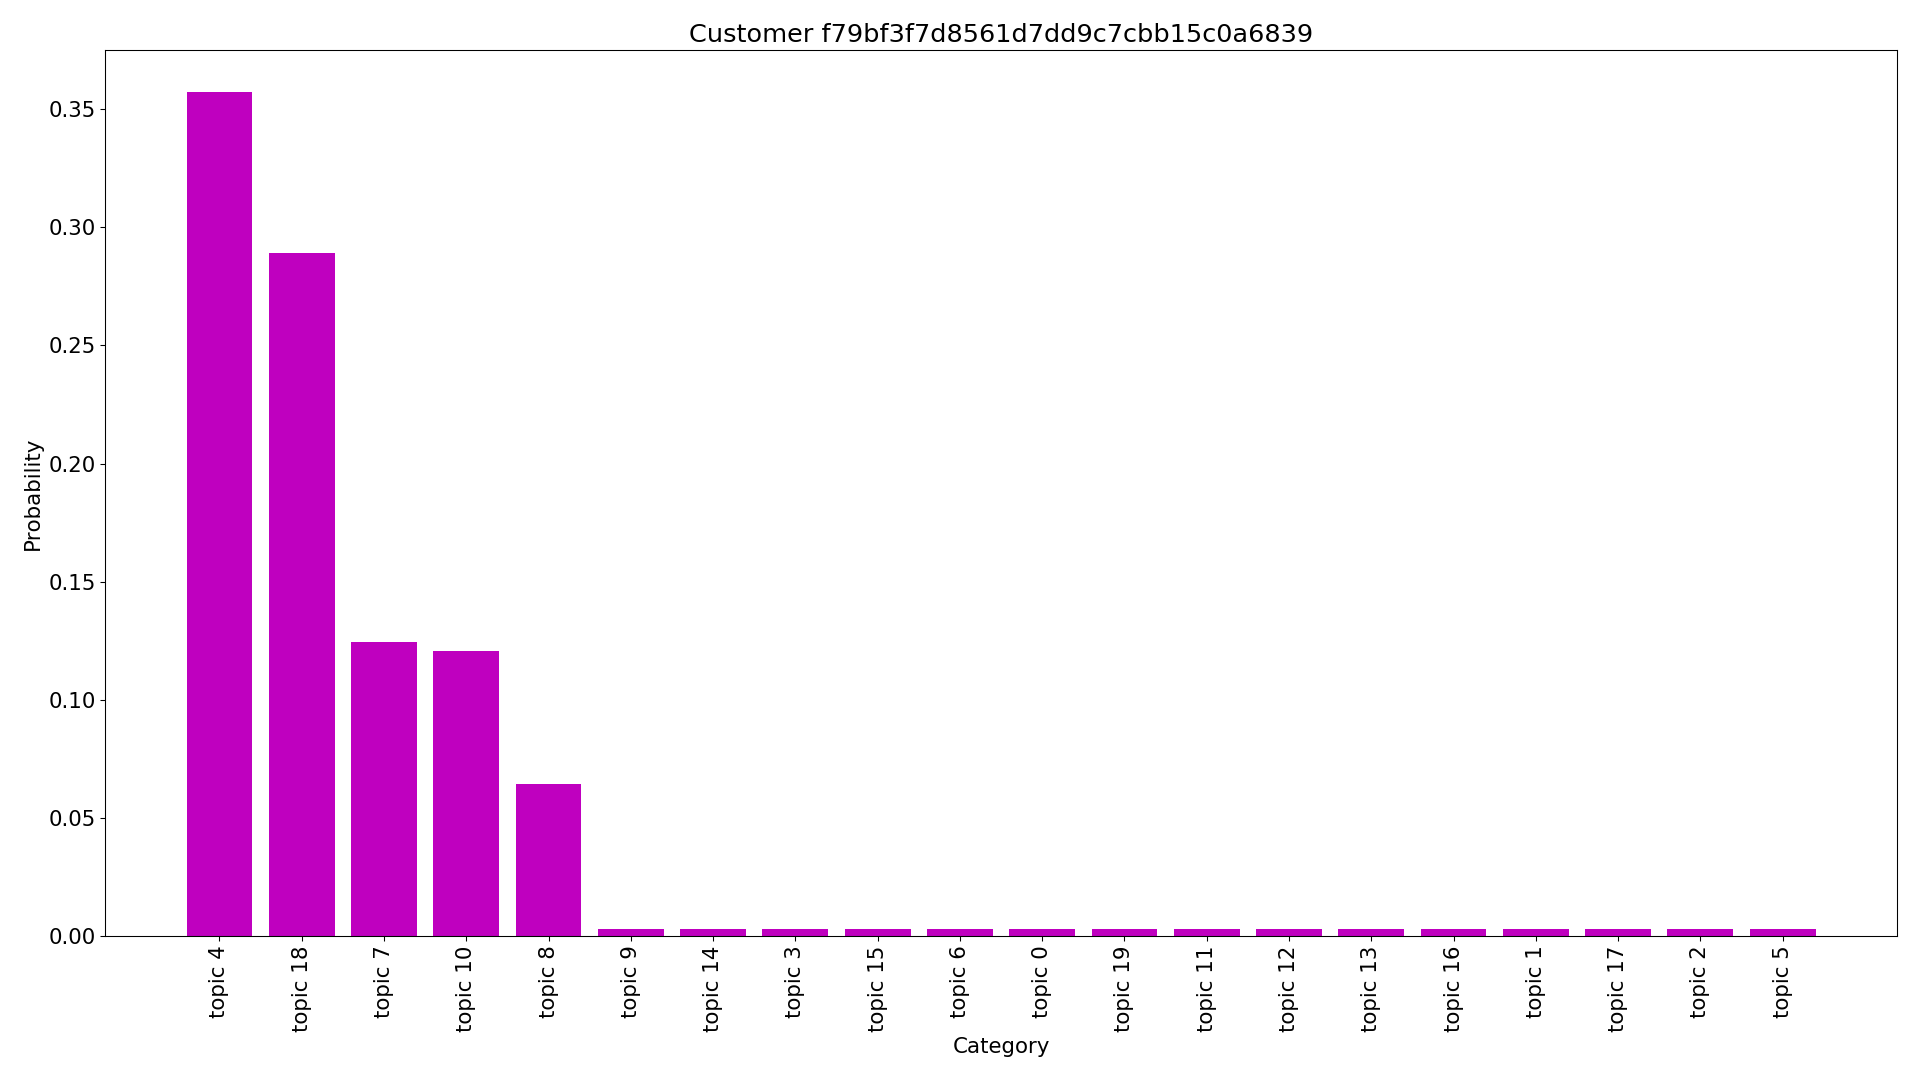 Customer f79bf3f7d8561d7dd9c7cbb15c0a6839
Probability
0.35
0.30
0.25
0.20
0.15
0.10
0.05
0.00
topic 4
topic 18
topic 7
topic 10
topic 8
topic 9
topic 14
topic 3
topic 15
topic 6
topic 0
topic 19
topic 11
topic 12
topic 13
topic 16
topic 1
topic 17
topic 2
topic 5
Category